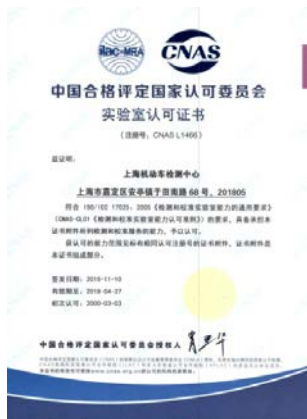 ilac-MRA
CNAS
中国合格评定国家认可委员会
实验室认可证书
（注册号：CNAS L1466）
兹证明：
上海机动车检测中心
上海市嘉定区安亭镇于田南路 68 号，201805
符合 ISO/IEC 17025：2005《检测和校准实验室能力的通用要求》
（CNAS-CL01《检测和校准实验室能力认可准则》）的要求，具备承担本
证书附件所列检测和校准服务的能力，予以认可。
获认可的能力范围见标有相同认可注册号的证书附件，证书附件是
本证书组成部分。
签发日期：2015-11-10
有效期至：2018-04-27
初次认可：2000-03-03
中国合格评定国家认可委员会授权人